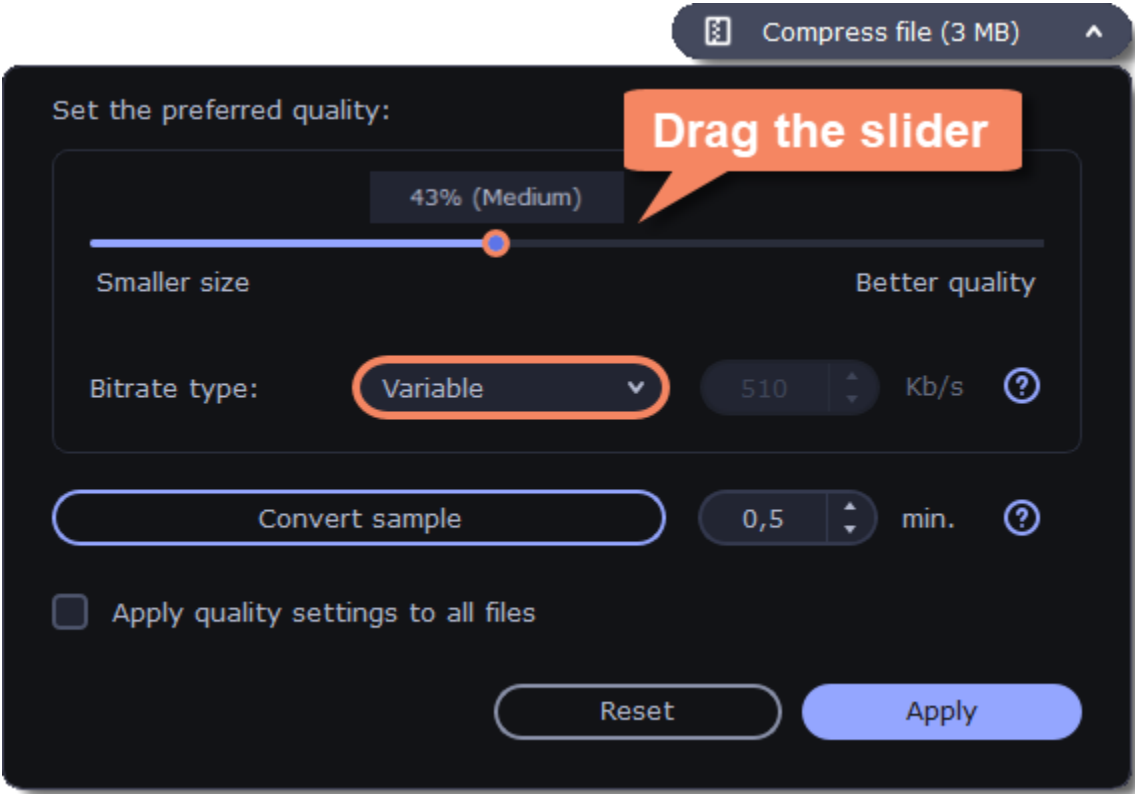 Compress file (3 MB)
Set the preferred quality:
Drag the slider
43% (Medium)
Smaller size
Better quality
Bitrate type:
Variable
510
Kb/s
?
Convert sample
0,5
min.
?
Apply quality settings to all files
Reset
Apply